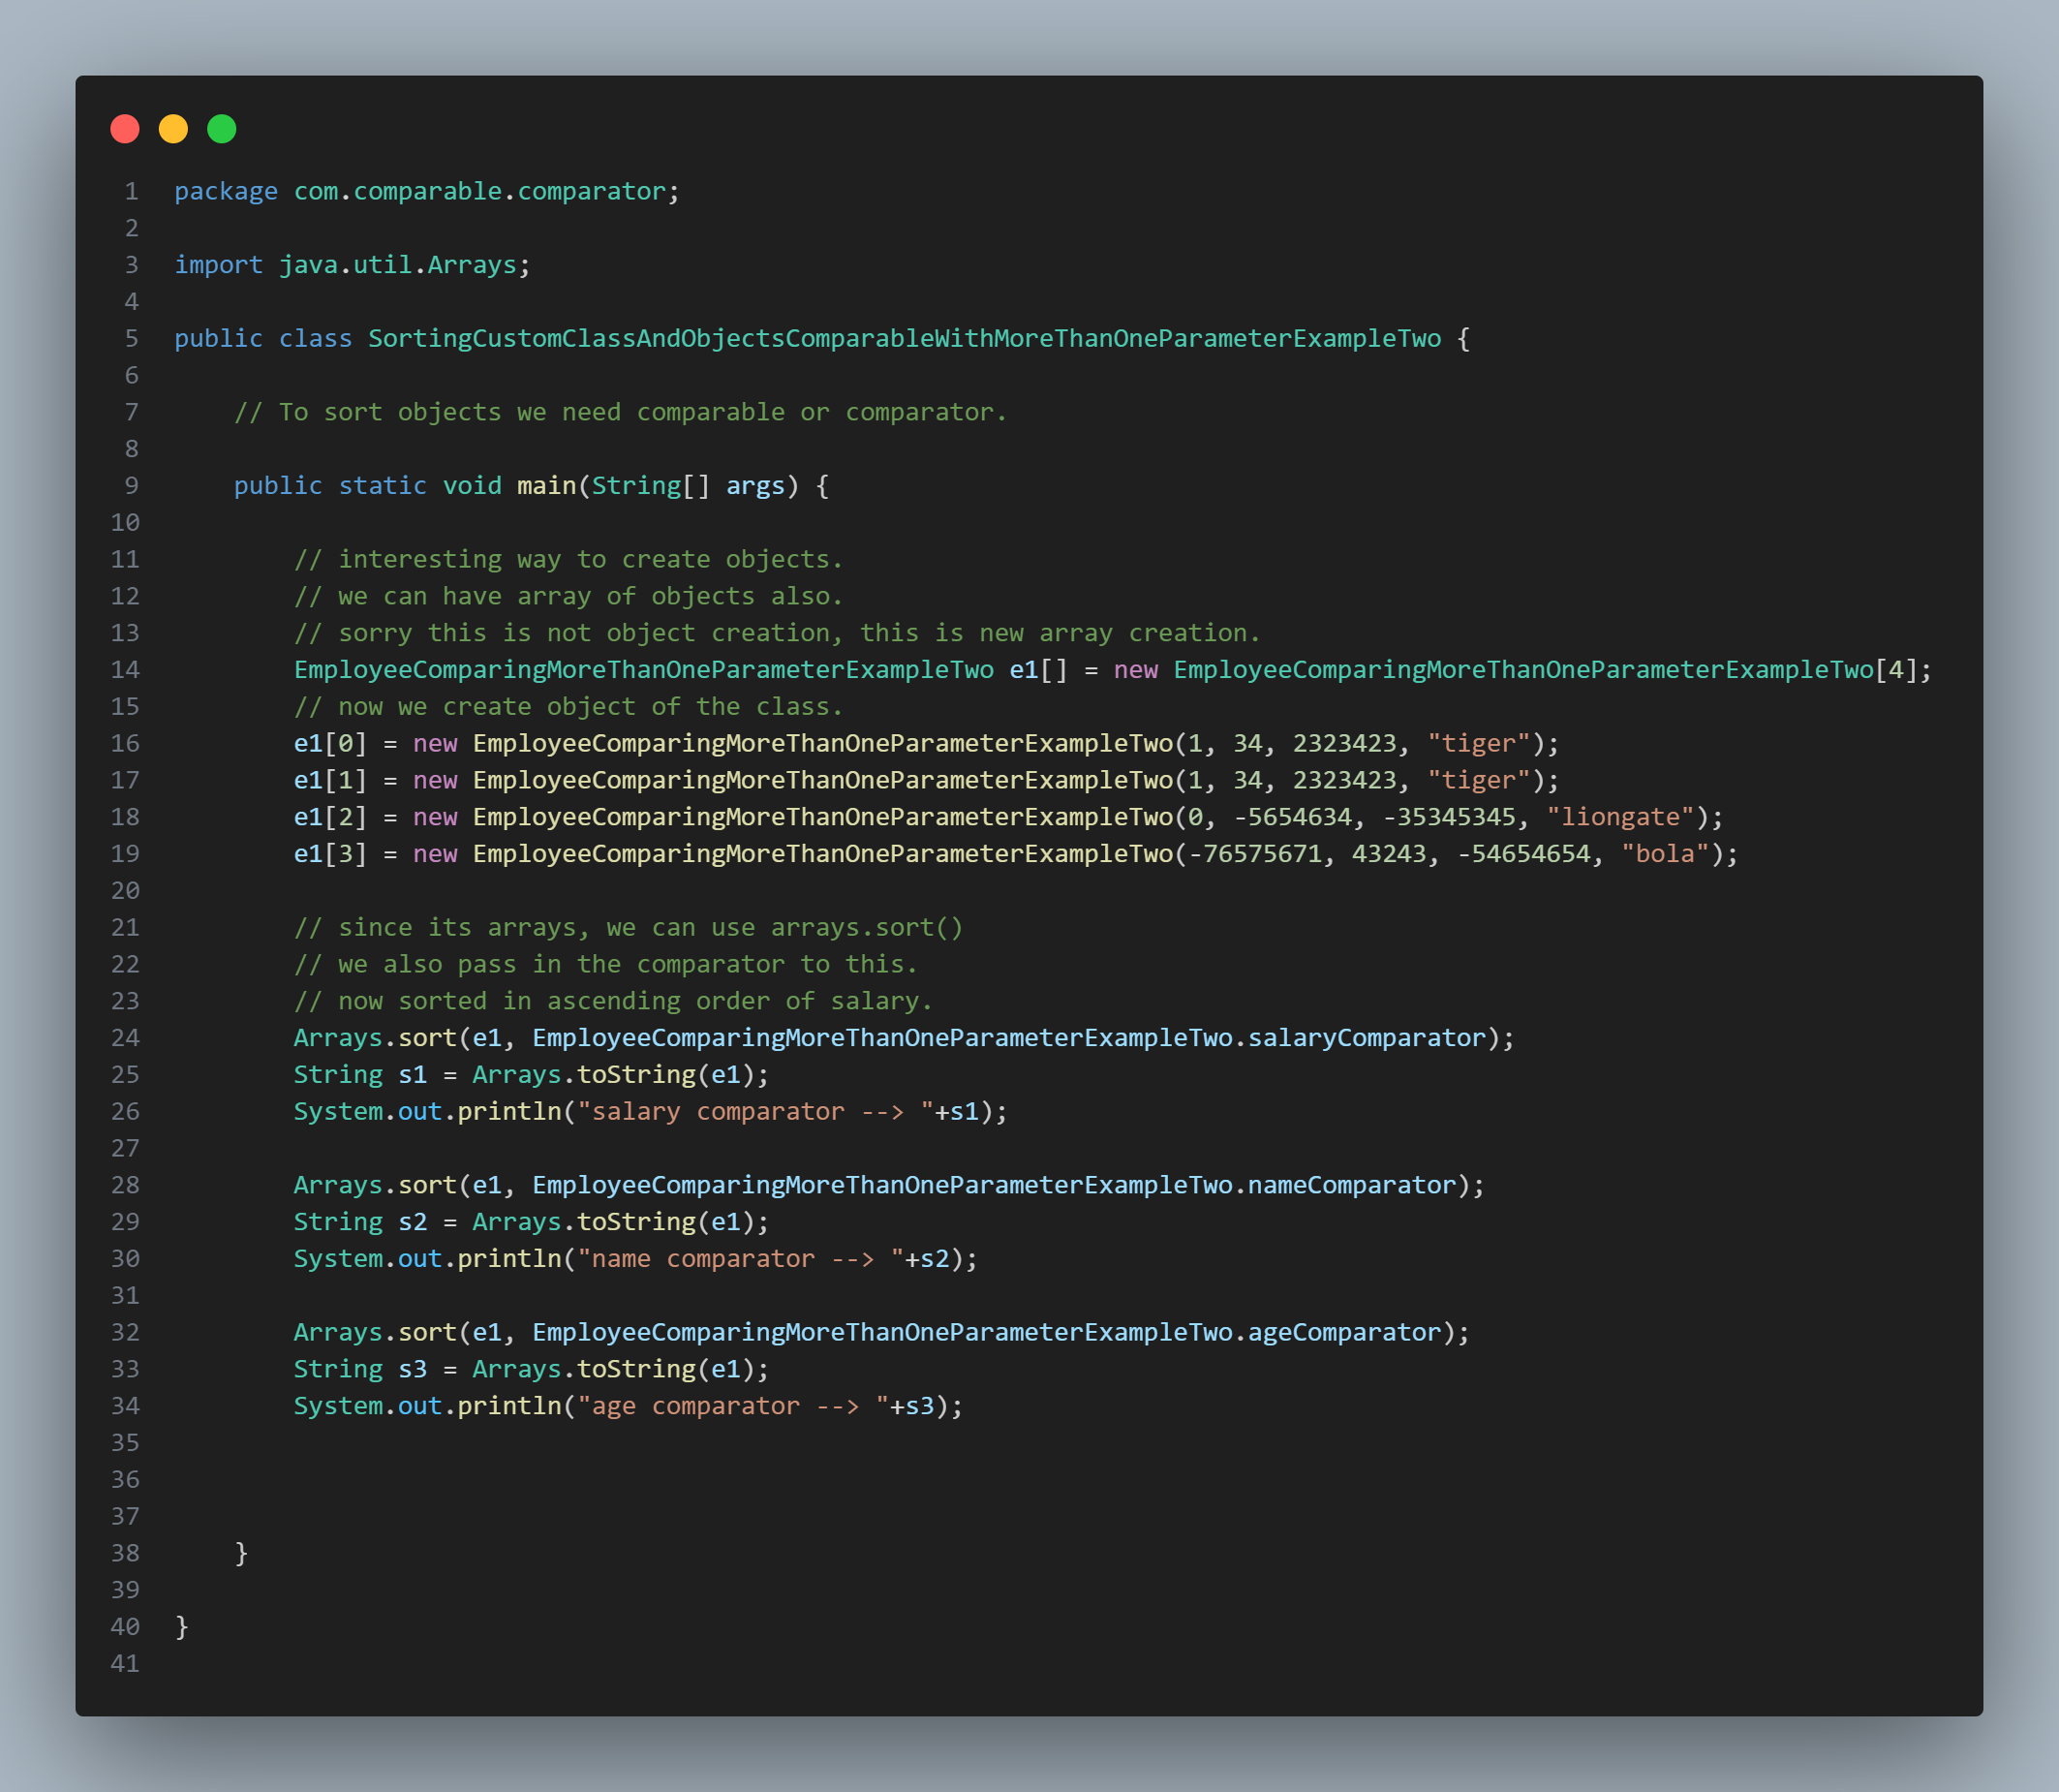 1 package com.comparable.comparator;
2
3 import java.util.Arrays;
4
5 public class SortingCustomClassAndObjectsComparableWithMoreThanOneParameterExampleTwo {
6
7     // To sort objects we need comparable or comparator.
8
9     public static void main(String[] args) {
10
11         // interesting way to create objects.
12         // we can have array of objects also.
13         // sorry this is not object creation, this is new array creation.
14         EmployeeComparingMoreThanOneParameterExampleTwo e1[] = new EmployeeComparingMoreThanOneParameterExampleTwo[4];
15         // now we create object of the class.
16         e1[0] = new EmployeeComparingMoreThanOneParameterExampleTwo(1, 34, 2323423, "tiger");
17         e1[1] = new EmployeeComparingMoreThanOneParameterExampleTwo(1, 34, 2323423, "tiger");
18         e1[2] = new EmployeeComparingMoreThanOneParameterExampleTwo(0, -5654634, -35345345, "liongate");
19         e1[3] = new EmployeeComparingMoreThanOneParameterExampleTwo(-76575671, 43243, -54654654, "bola");
20
21         // since its arrays, we can use arrays.sort()
22         // we also pass in the comparator to this.
23         // now sorted in ascending order of salary.
24         Arrays.sort(e1, EmployeeComparingMoreThanOneParameterExampleTwo.salaryComparator);
25         String s1 = Arrays.toString(e1);
26         System.out.println("salary comparator --> "+s1);
27
28         Arrays.sort(e1, EmployeeComparingMoreThanOneParameterExampleTwo.nameComparator);
29         String s2 = Arrays.toString(e1);
30         System.out.println("name comparator --> "+s2);
31
32         Arrays.sort(e1, EmployeeComparingMoreThanOneParameterExampleTwo.ageComparator);
33         String s3 = Arrays.toString(e1);
34         System.out.println("age comparator --> "+s3);
35
36
37
38     }
39
40 }
41